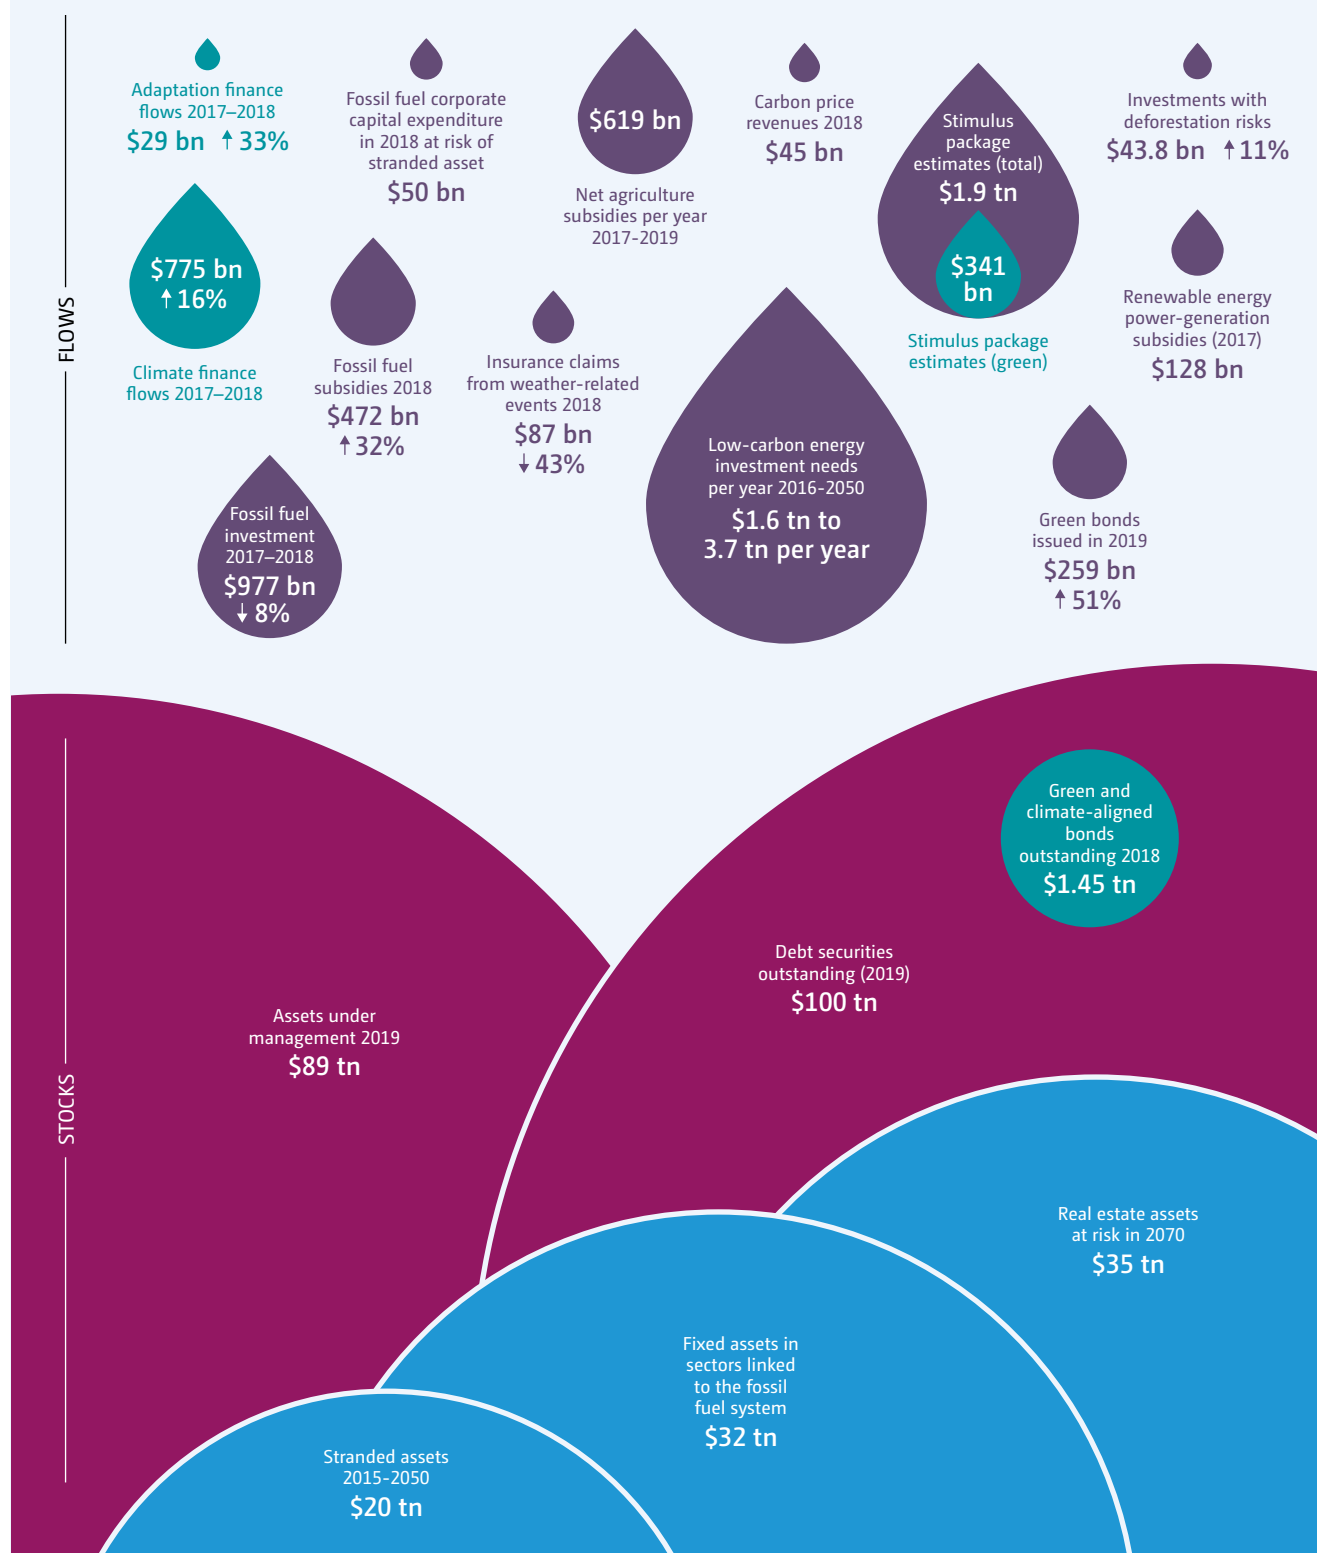 FLOWS
Adaptation finance
flows 2017–2018
$29 bn ↑ 33%
Fossil fuel corporate
capital expenditure
in 2018 at risk of
stranded asset
$50 bn
$619 bn
Net agriculture
subsidies per year
2017-2019
Carbon price
revenues 2018
$45 bn
Stimulus
package
estimates (total)
$1.9 tn
$341
bn
Stimulus package
estimates (green)
Investments with
deforestation risks
$43.8 bn ↑ 11%
$775 bn
↑ 16%
Climate finance
flows 2017–2018
Fossil fuel
subsidies 2018
$472 bn
↑ 32%
Insurance claims
from weather-related
events 2018
$87 bn
↓ 43%
Renewable energy
power-generation
subsidies (2017)
$128 bn
Fossil fuel
investment
2017–2018
$977 bn
↓ 8%
Low-carbon energy
investment needs
per year 2016-2050
$1.6 tn to
3.7 tn per year
Green bonds
issued in 2019
$259 bn
↑ 51%
STOCKS
Green and
climate-aligned
bonds
outstanding 2018
$1.45 tn
Debt securities
outstanding (2019)
$100 tn
Assets under
management 2019
$89 tn
Real estate assets
at risk in 2070
$35 tn
Fixed assets in
sectors linked
to the fossil
fuel system
$32 tn
Stranded assets
2015-2050
$20 tn